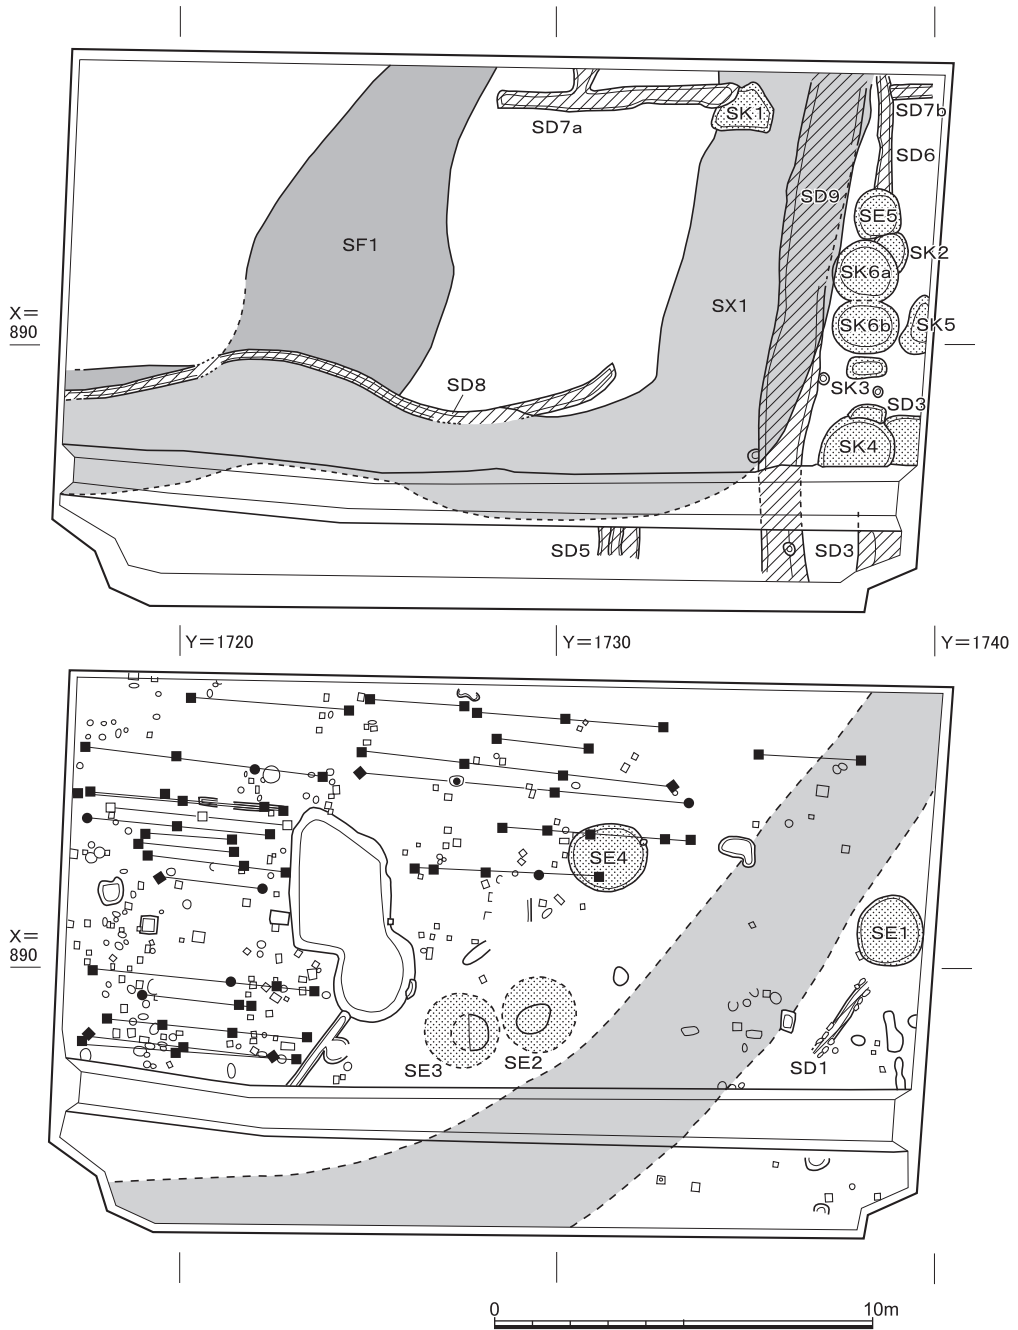 SK1
SD7a
SD7b
SD6
SD9
SE5
SF1
SK2
SK6a
SX1
X=
890
SK6b
SK5
SD8
SK3
SD3
SK4
SD5
SD3
Y=1720
Y=1730
Y=1740
SE4
X=
890
SE1
SE3
SE2
SD1
0
10m